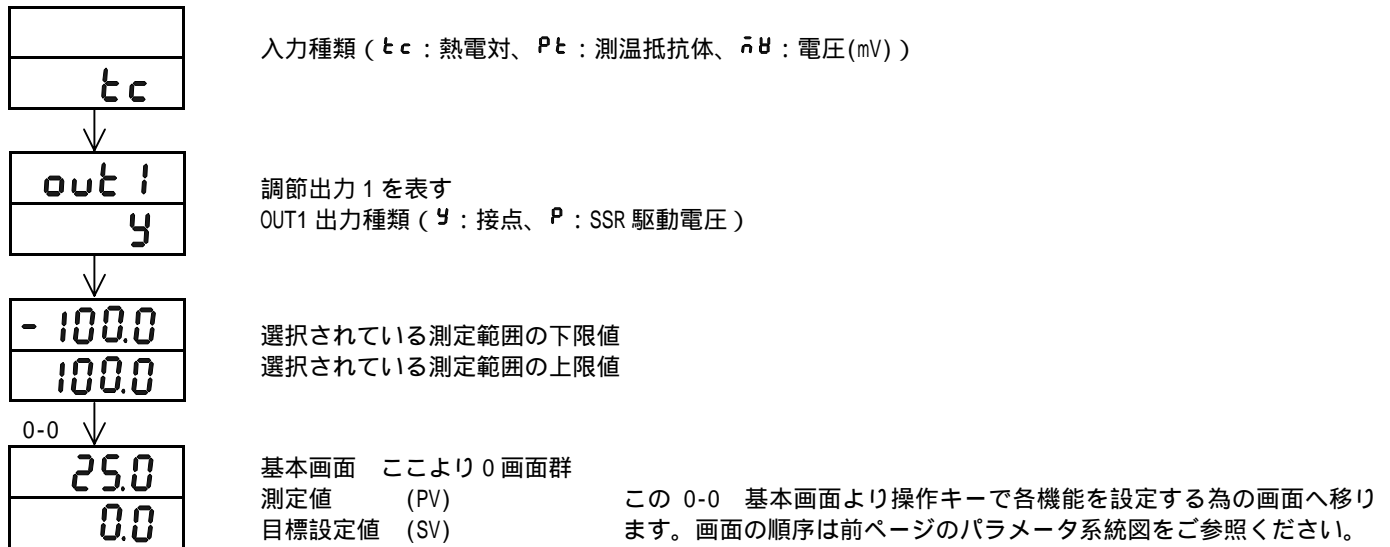 入力種類（tc：熱電対、Pt：測温抵抗体、mV：電圧(mV)）
tc
out1
調節出力1を表す
y
OUT1出力種類（y：接点、P：SSR駆動電圧）
-100.0
選択されている測定範囲の下限値
100.0
選択されている測定範囲の上限値
0-0
25.0
基本画面　ここより0画面群
測定値　(PV)　この 0-0　基本画面より操作キーで各機能を設定する為の画面へ移り
0.0
目標設定値　(SV)　ます。画面の順序は前ページのパラメータ系統図をご参照ください。